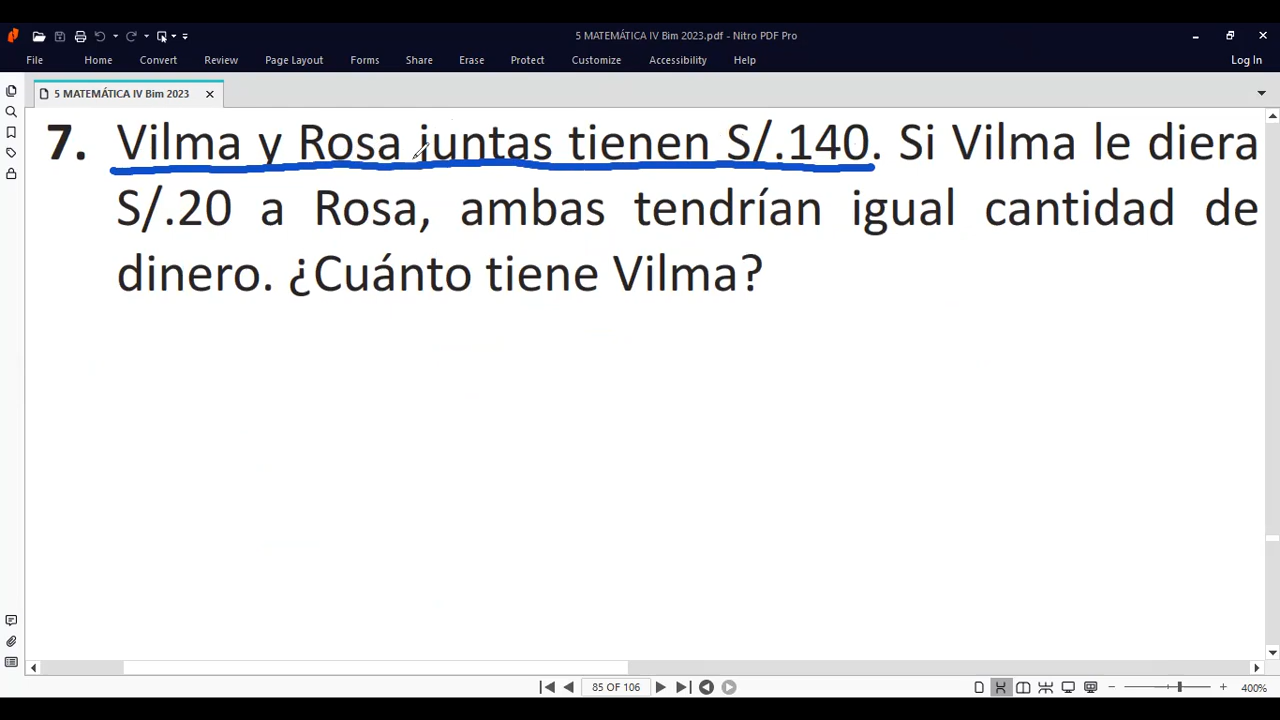 5 MATEMÁTICA IV Bim 2023.pdf - Nitro PDF Pro
File Home Convert Review Page Layout Forms Share Erase Protect Customize Accessibility Help Log In
5 MATEMÁTICA IV Bim 2023
7. Vilma y Rosa juntas tienen S/.140. Si Vilma le diera
S/.20 a Rosa, ambas tendrían igual cantidad de
dinero. ¿Cuánto tiene Vilma?
85 OF 106
400%